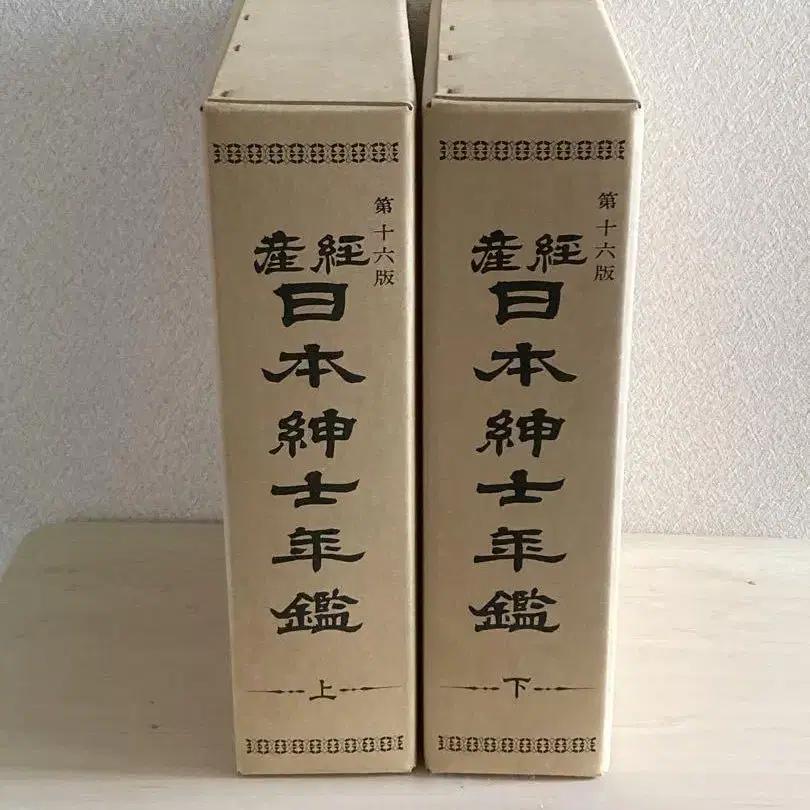 第十六版
産經
日本紳士年鑑
上
第十六版
産經
日本紳士年鑑
下